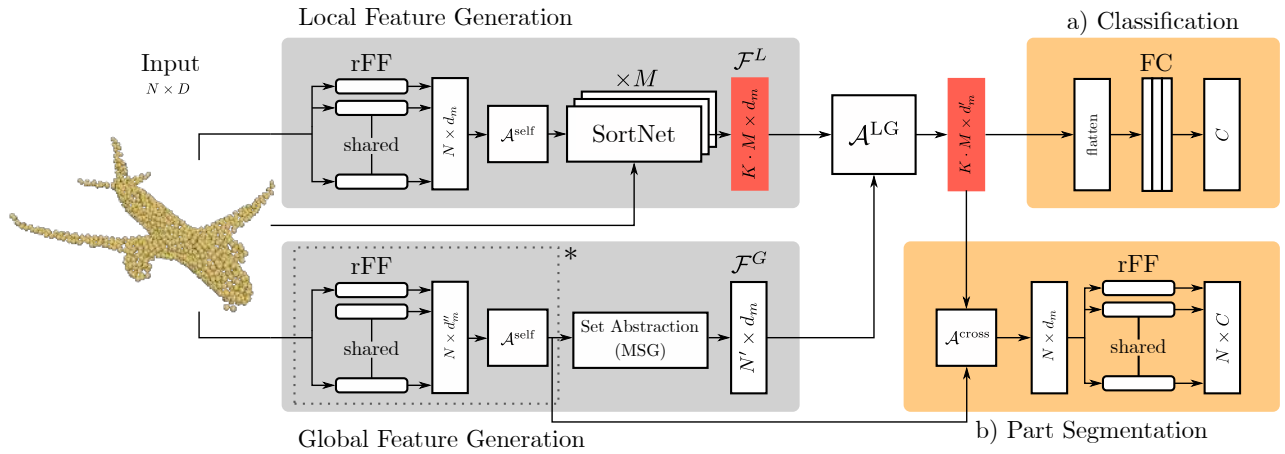 Local Feature Generation
a) Classification
Input
N × D
rFF
shared
N × d_m
𝒜^self
× M
SortNet
ℱ^L
K · M × d_m
𝒜^LG
K · M × d'_m
flatten
FC
C
*
rFF
shared
N × d''_m
𝒜^self
Set Abstraction
(MSG)
ℱ^G
N' × d_m
𝒜^cross
N × d_m
rFF
shared
N × C
Global Feature Generation
b) Part Segmentation